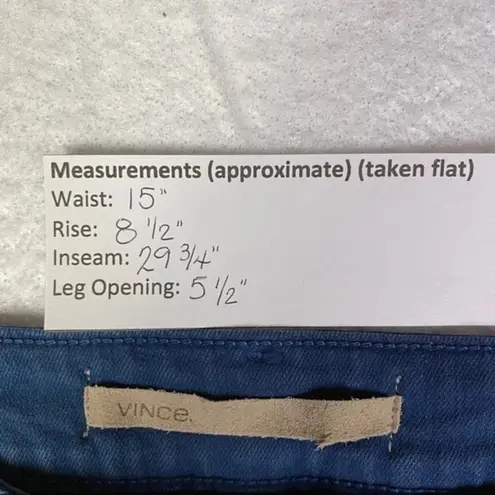 Measurements (approximate) (taken flat)
Waist: 15"
Rise: 8 1/2"
Inseam: 29 3/4"
Leg Opening: 5 1/2"
VINCE.